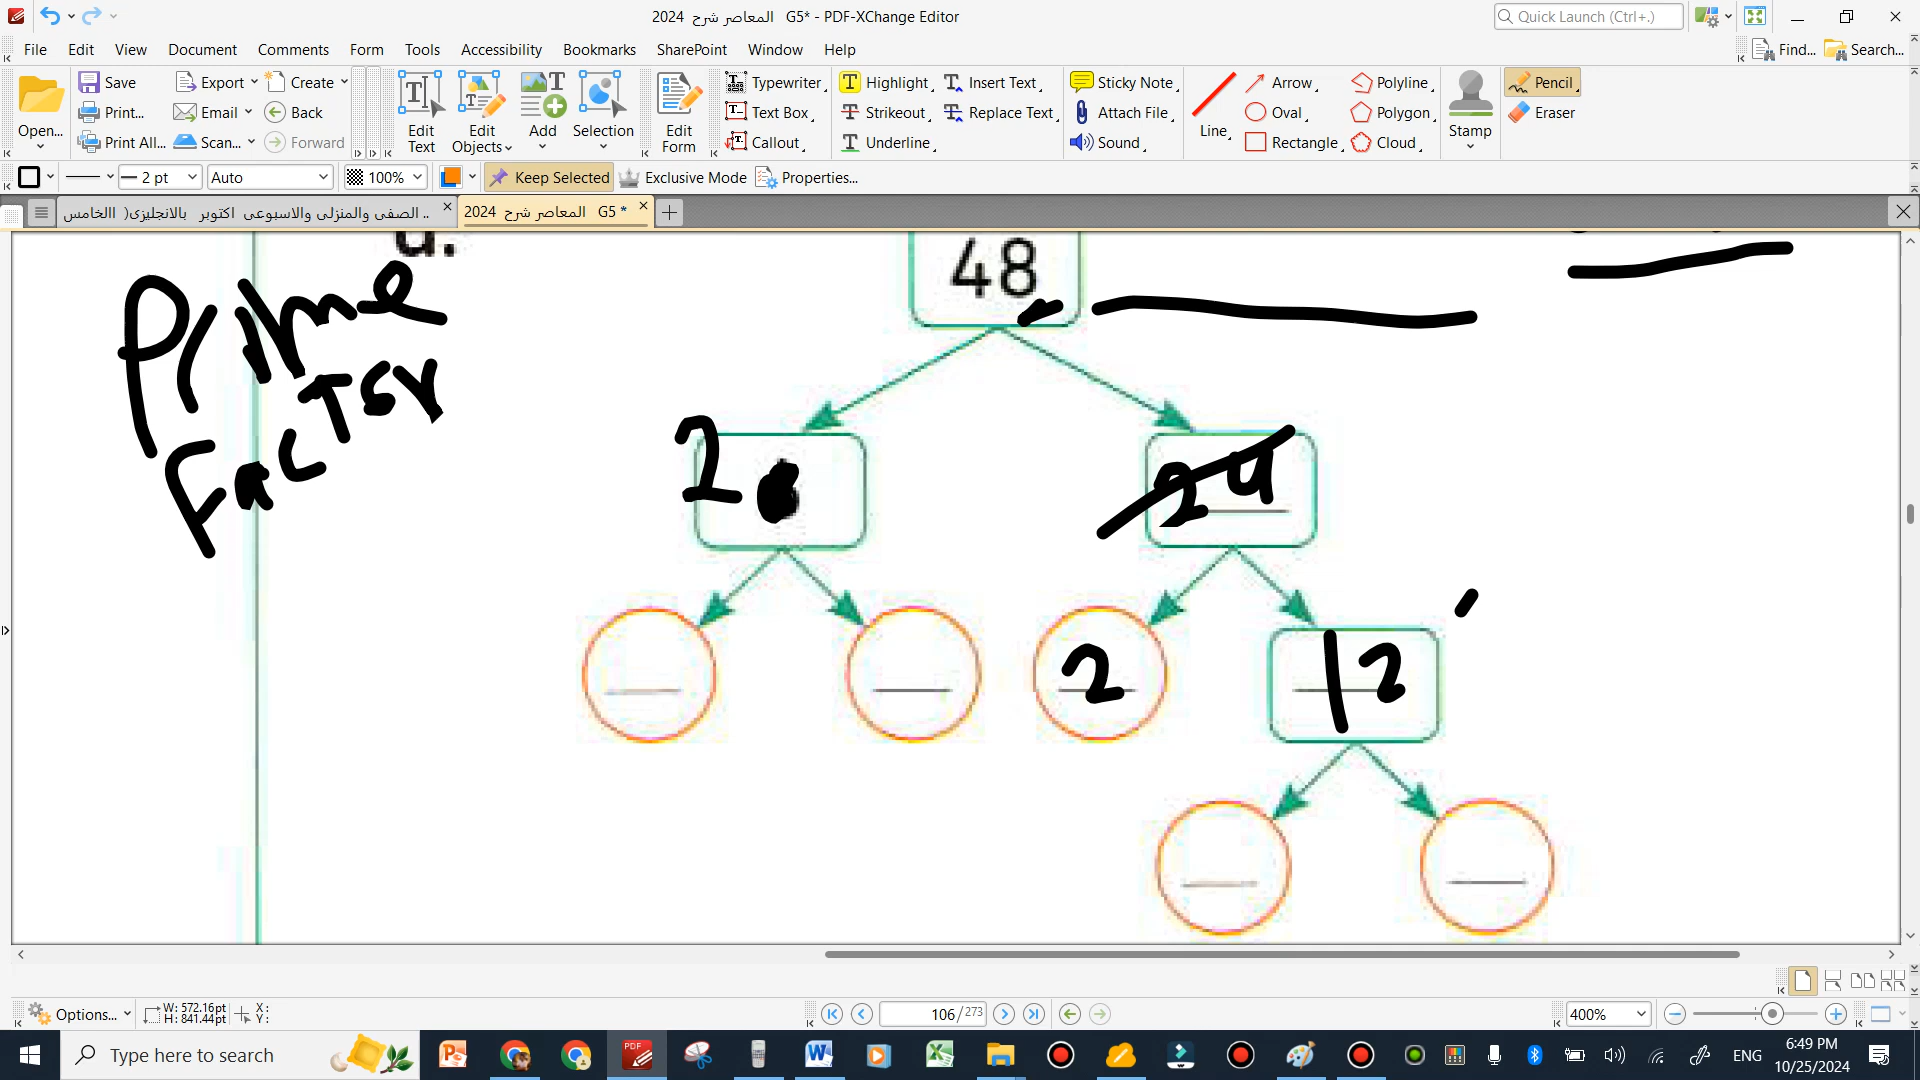 المعاصر شرح 2024 G5* - PDF-XChange Editor
Quick Launch (Ctrl+.)
File Edit View Document Comments Form Tools Accessibility Bookmarks SharePoint Window Help
Find... Search...
Open...
Save Export Create
Print... Email Back
Print All... Scan... Forward
Edit Text
Edit Objects
Add
Selection
Edit Form
Typewriter Highlight Insert Text
Text Box Strikeout Replace Text
Callout Underline
Sticky Note
Attach File
Sound
Line
Arrow Polyline
Oval Polygon
Rectangle Cloud
Stamp
Pencil
Eraser
2 pt Auto 100% Keep Selected Exclusive Mode Properties...
.. الصفى والمنزلى والاسبوعى اكتوبر بالانجليزى( االخامس
المعاصر شرح 2024 G5 *
d.
48
Prime
Factor
2
24
2 12
Options...
W: 572.16pt
H: 841.44pt
X:
Y:
106/273
400%
Type here to search
ENG
6:49 PM
10/25/2024